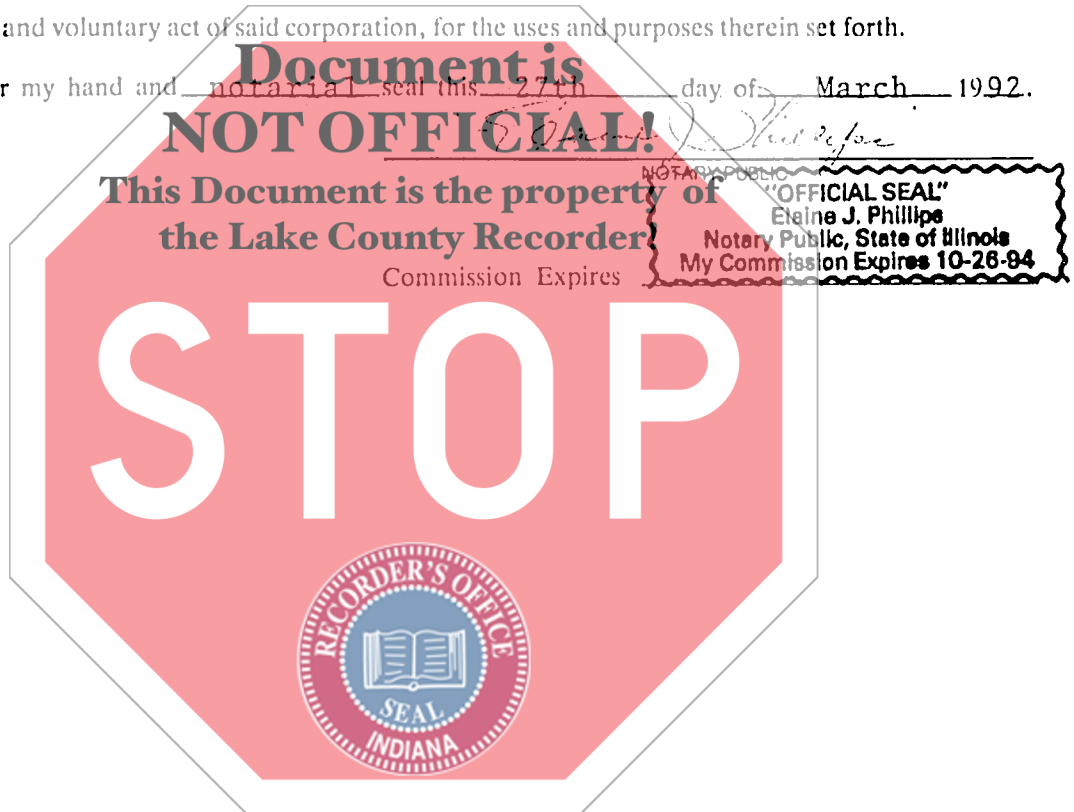 and voluntary act of said corporation, for the uses and purposes therein set forth.
Document is
r my hand and notarial seal this 27th day of March 1992.
NOT OFFICIAL!
NOTARY PUBLIC
This Document is the property of
the Lake County Recorder!
"OFFICIAL SEAL"
Elaine J. Phillips
Notary Public, State of Illinois
My Commission Expires 10-26-94
Commission Expires
STOP
RECORDER'S OFFICE
SEAL
INDIANA